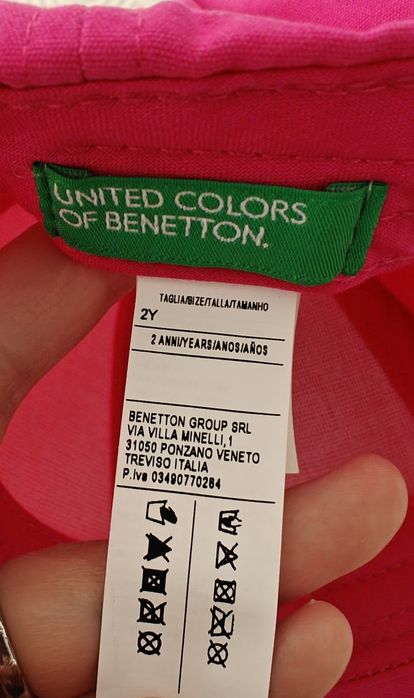 UNITED COLORS
OF BENETTON.
TAGLIA/SIZE/TALLA/TAMANHO
2Y
2 ANNI/YEARS/ANOS/AÑOS
BENETTON GROUP SRL
VIA VILLA MINELLI,1
31050 PONZANO VENETO
TREVISO ITALIA
P.iva 03490770264